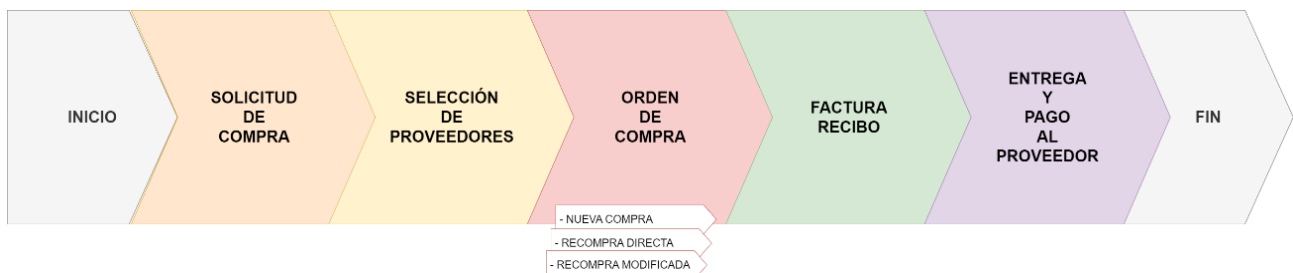 INICIO
SOLICITUD
DE
COMPRA
SELECCIÓN
DE
PROVEEDORES
ORDEN
DE
COMPRA
- NUEVA COMPRA
- RECOMPRA DIRECTA
- RECOMPRA MODIFICADA
FACTURA
RECIBO
ENTREGA
Y
PAGO
AL
PROVEEDOR
FIN